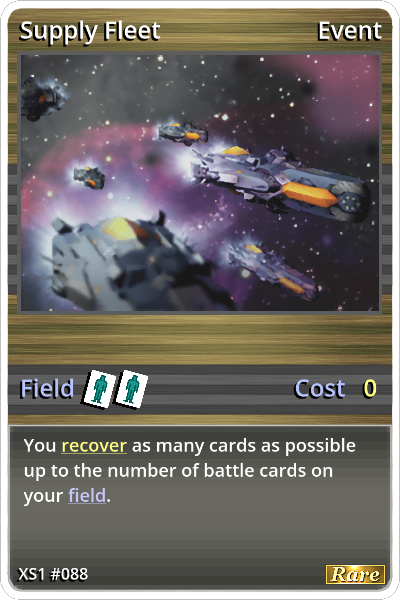 Supply Fleet Event
Field Cost 0
You recover as many cards as possible
up to the number of battle cards on
your field.
XS1 #088 Rare